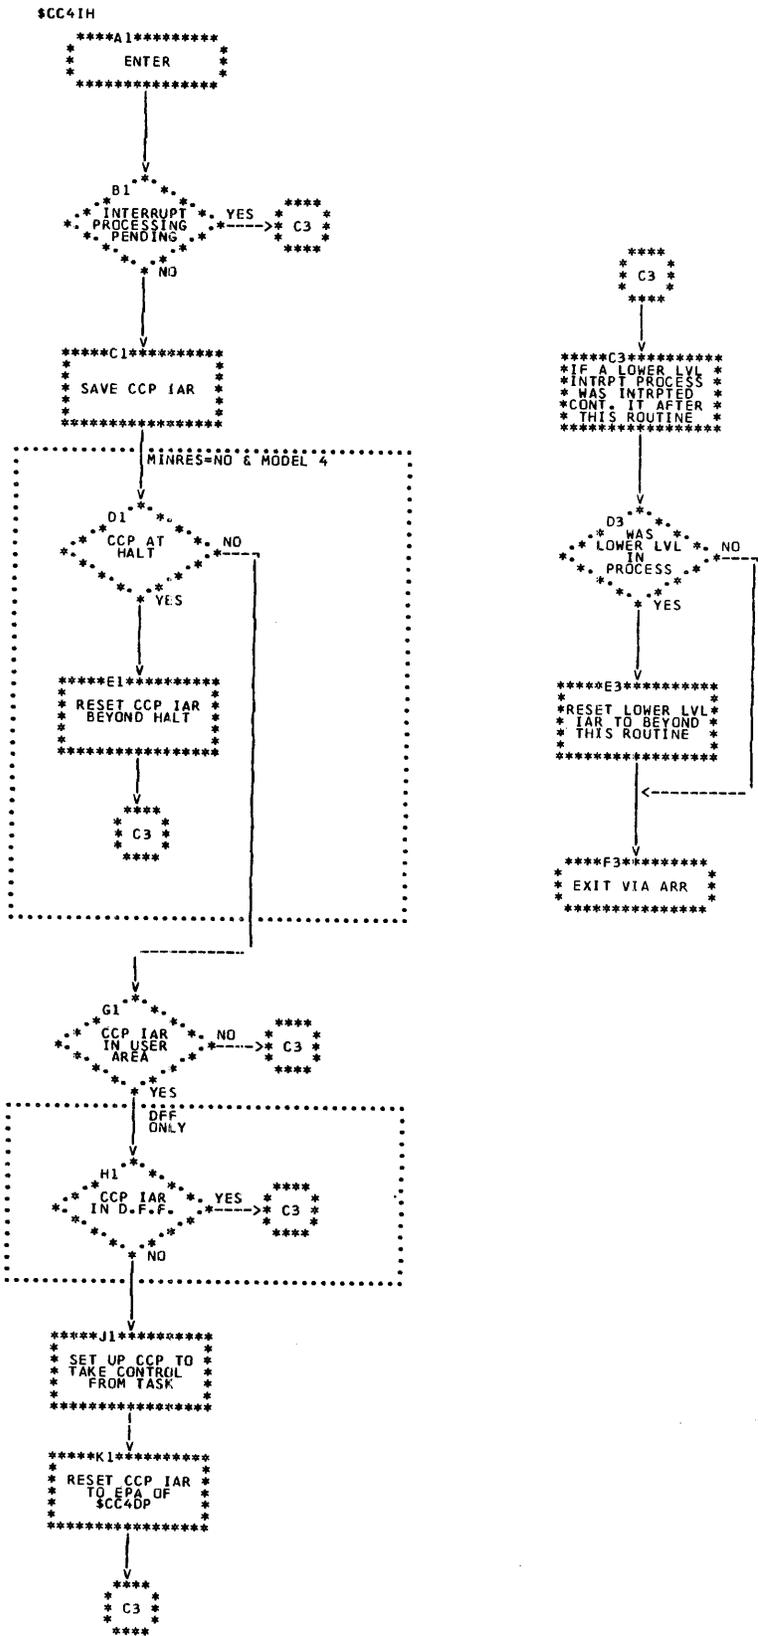 $CC4IH
A1
ENTER
B1
INTERRUPT
PROCESSING
PENDING
YES
C3
NO
C1
SAVE CCP IAR
MINRES=NO & MODEL 4
D1
CCP AT
HALT
NO
YES
E1
RESET CCP IAR
BEYOND HALT
C3
G1
CCP IAR
IN USER
AREA
NO
C3
YES
DFF
ONLY
H1
CCP IAR
IN D.F.F.
YES
C3
NO
J1
SET UP CCP TO
TAKE CONTROL
FROM TASK
K1
RESET CCP IAR
TO EPA OF
$CC4DP
C3
C3
C3
IF A LOWER LVL
INTRPT PROCESS
WAS INTRPTED
CONT. IT AFTER
THIS ROUTINE
D3
WAS
LOWER LVL
IN
PROCESS
NO
YES
E3
RESET LOWER LVL
IAR TO BEYOND
THIS ROUTINE
F3
EXIT VIA ARR